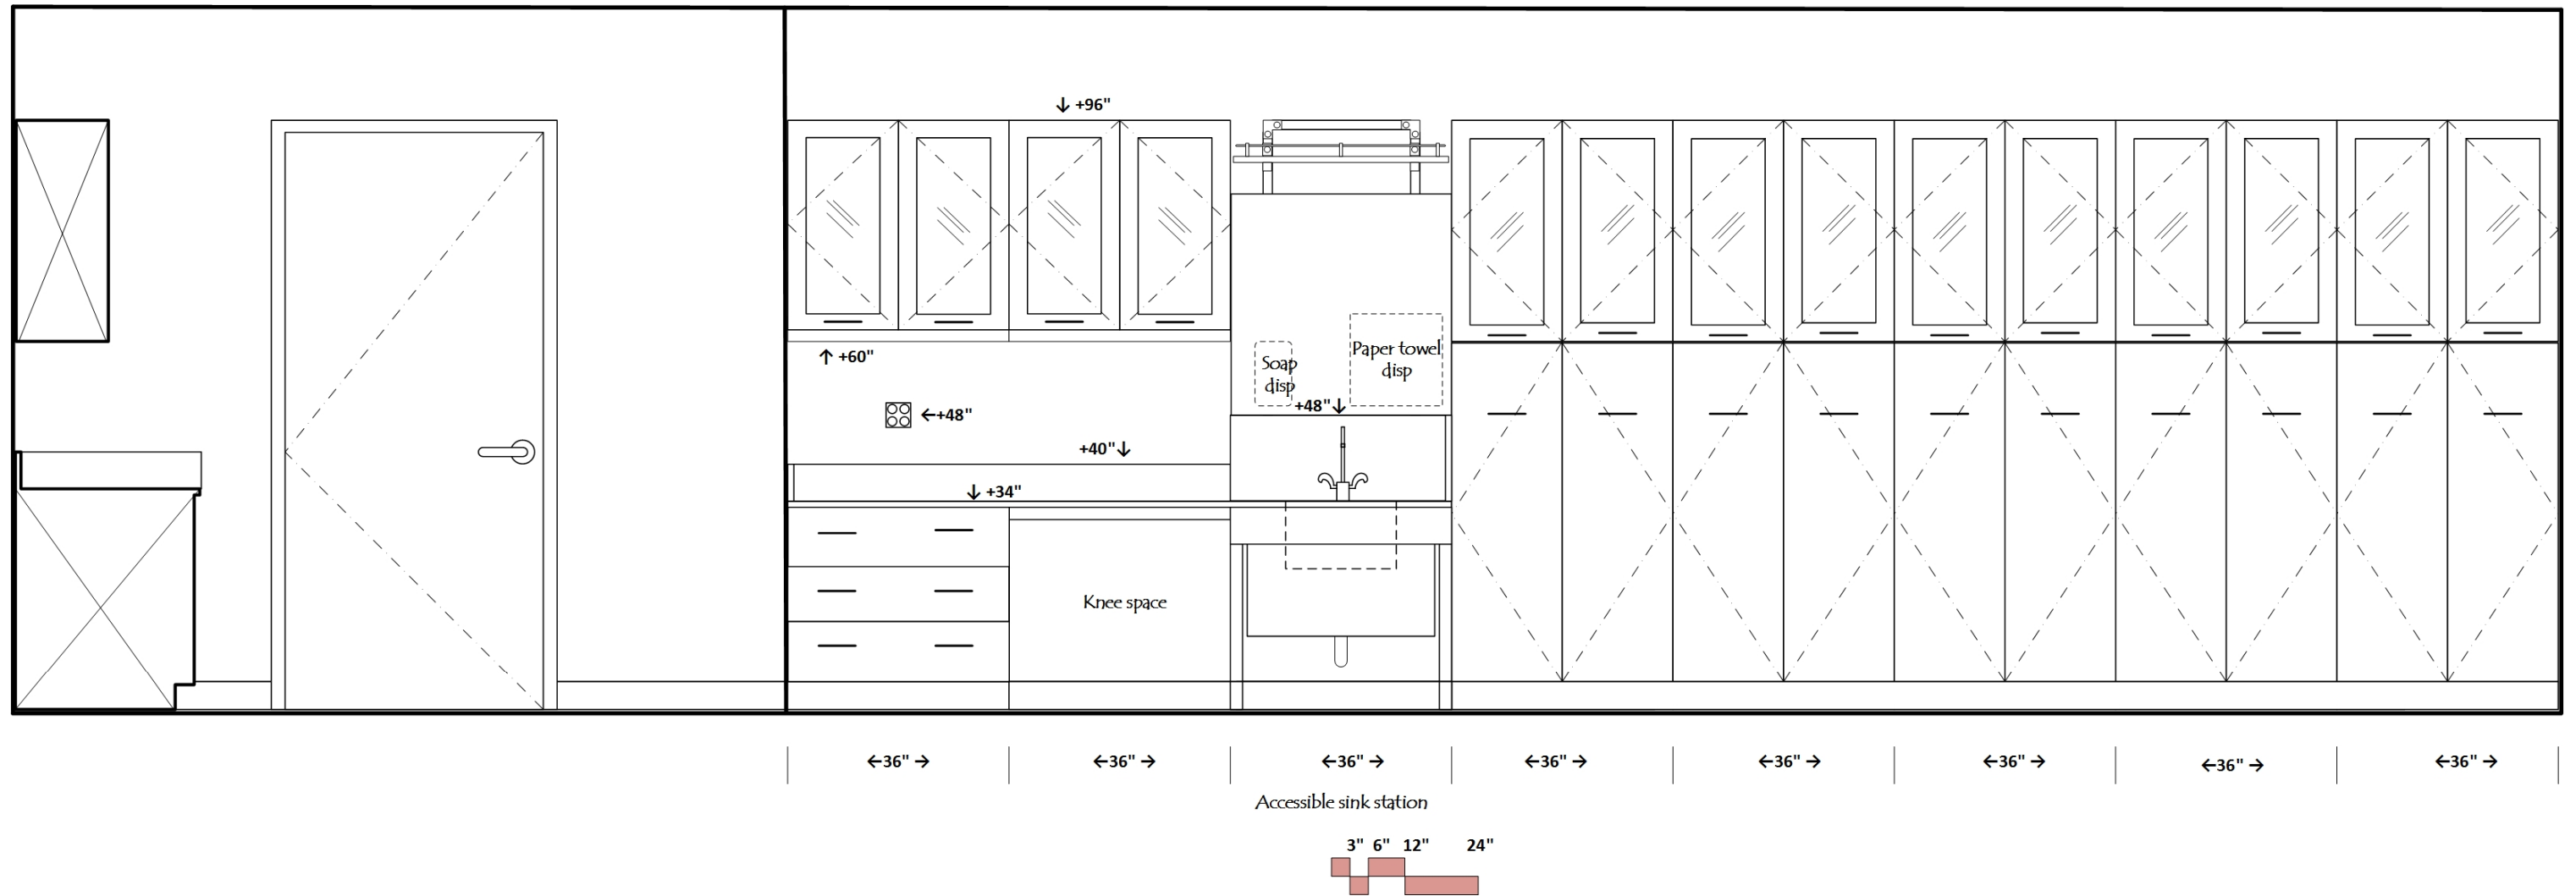 ↓ +96"
↑ +60"
Soap
disp
Paper towel
disp
←+48"
+48"↓
+40"↓
↓ +34"
Knee space
←36" →
←36" →
←36" →
←36" →
←36" →
←36" →
←36" →
←36" →
Accessible sink station
3" 6" 12" 24"